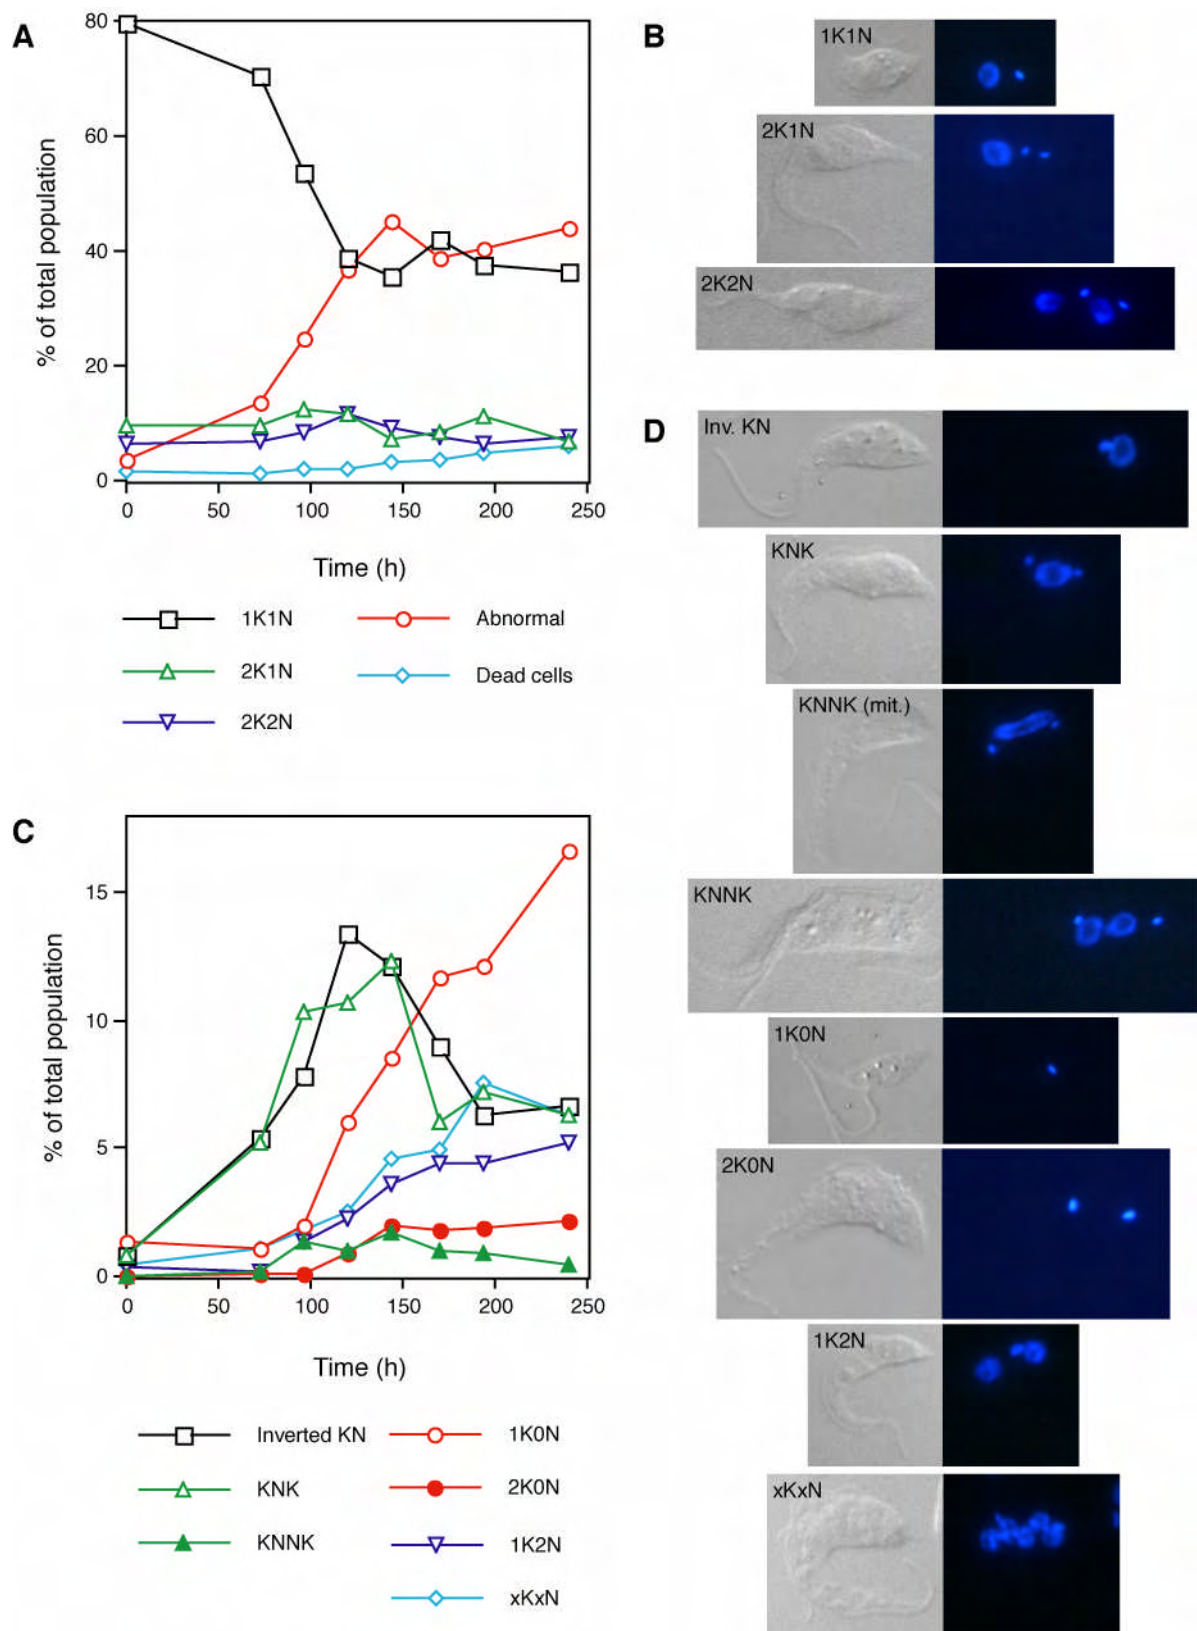 A
80
60
40
20
0
% of total population
0 50 100 150 200 250
Time (h)
1K1N
Abnormal
2K1N
Dead cells
2K2N
B
1K1N
2K1N
2K2N
C
15
10
5
0
% of total population
0 50 100 150 200 250
Time (h)
Inverted KN
1K0N
KNK
2K0N
KNNK
1K2N
xKxN
D
Inv. KN
KNK
KNNK (mit.)
KNNK
1K0N
2K0N
1K2N
xKxN